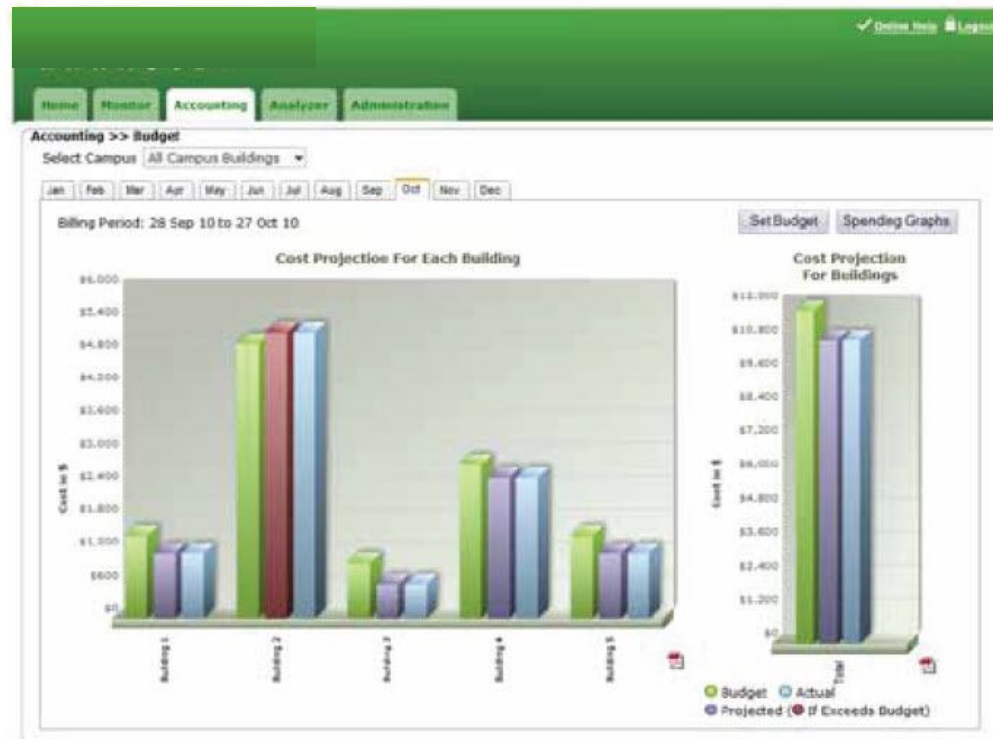 Online Help Logout
Home Monitor Accounting Analyzer Administration
Accounting >> Budget
Select Campus All Campus Buildings
Jan Feb Mar Apr May Jun Jul Aug Sep Oct Nov Dec
Billing Period: 28 Sep 10 to 27 Oct 10
Set Budget Spending Graphs
Cost Projection For Each Building
$6,000
$5,400
$4,800
$4,200
$3,600
$3,000
$2,400
$1,800
$1,200
$600
$0
Cost in $
Building 1
Building 2
Building 3
Building 4
Building 5
Cost Projection
For Buildings
$12,000
$10,800
$9,600
$8,400
$7,200
$6,000
$4,800
$3,600
$2,400
$1,200
$0
Cost in $
Total
Budget Actual
Projected ( If Exceeds Budget)